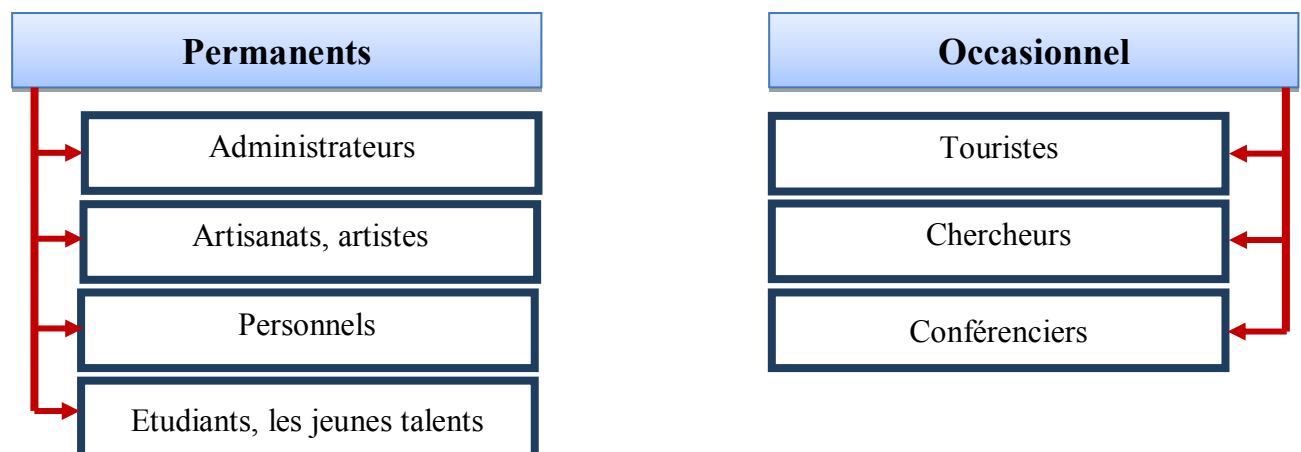 Permanents
Administrateurs
Artisanats, artistes
Personnels
Etudiants, les jeunes talents
Occasionnel
Touristes
Chercheurs
Conférenciers